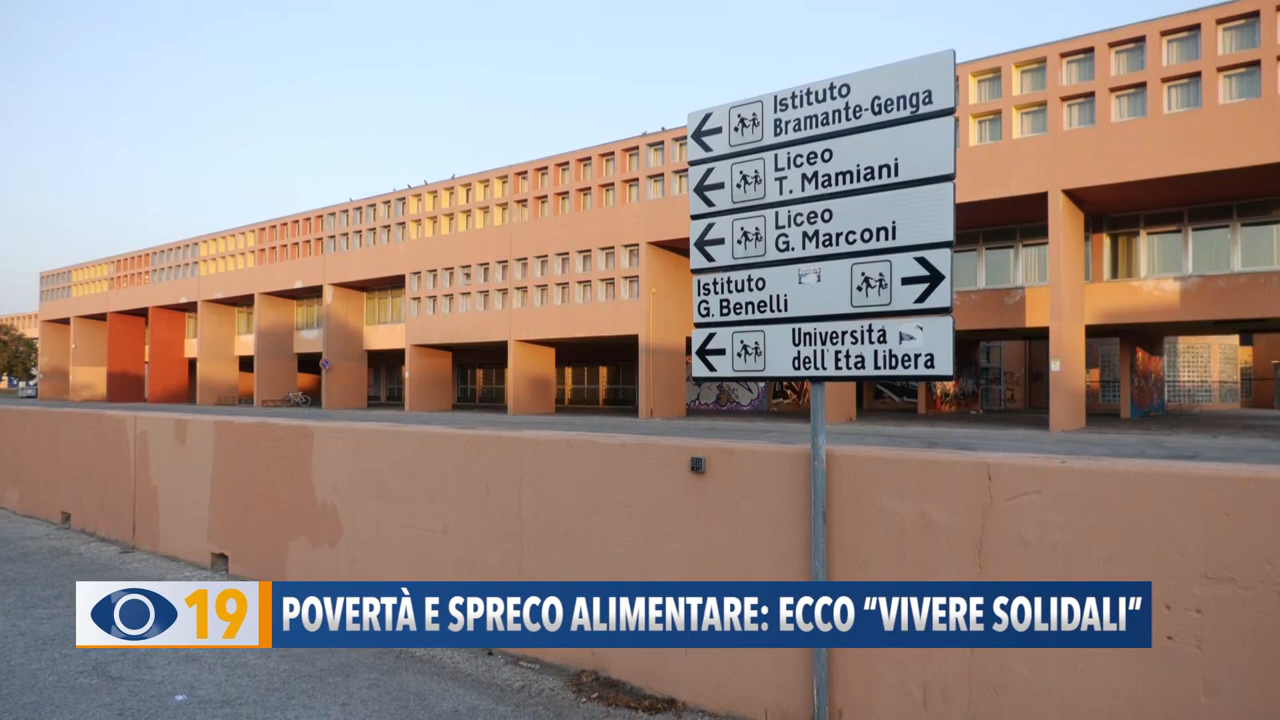 Istituto
Bramante-Genga
Liceo
T. Mamiani
Liceo
G. Marconi
Istituto
G. Benelli
Università
dell'Età Libera
19
POVERTÀ E SPRECO ALIMENTARE: ECCO “VIVERE SOLIDALI”